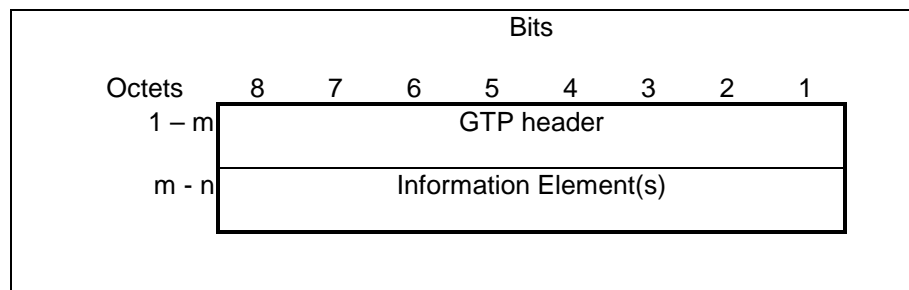 Bits
Octets 8 7 6 5 4 3 2 1
1 – m GTP header
m - n Information Element(s)